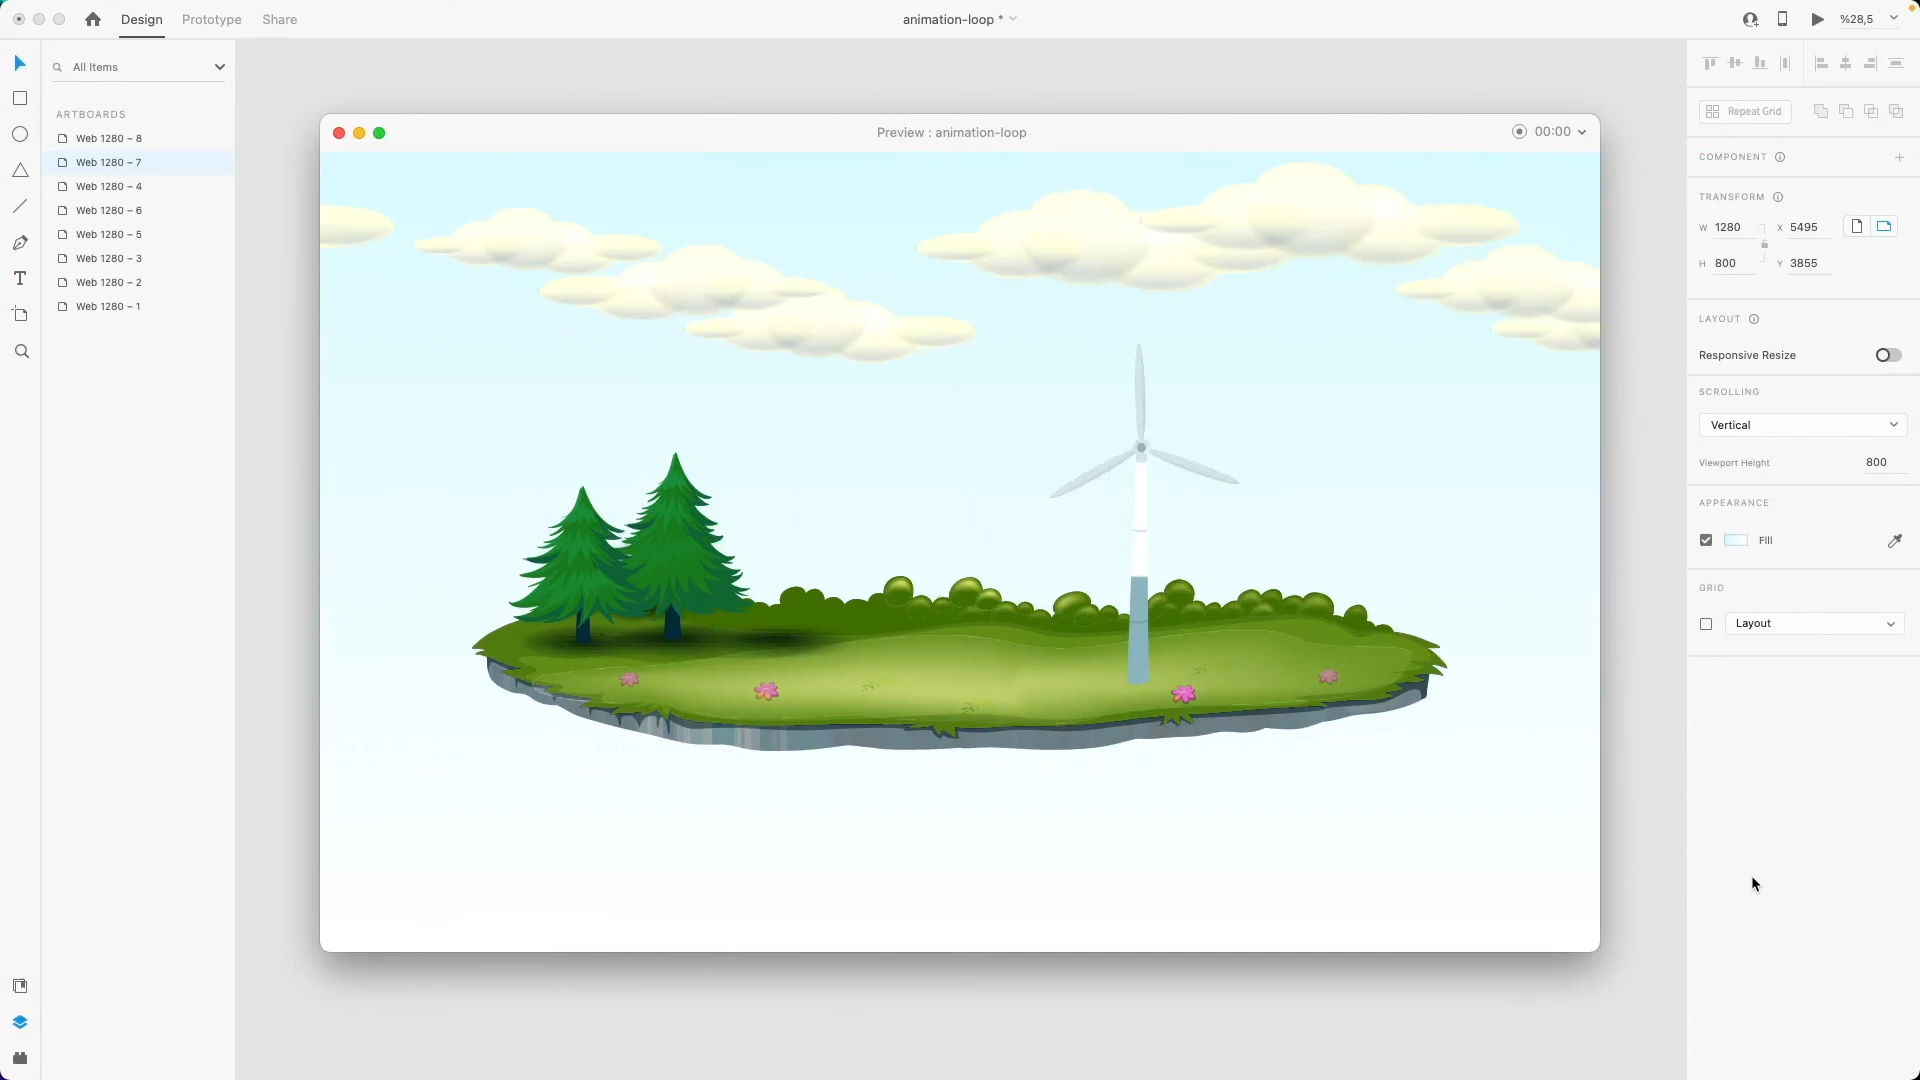 Design
Prototype
Share
animation-loop *
%28,5
All Items
ARTBOARDS
Web 1280 – 8
Web 1280 – 7
Web 1280 – 4
Web 1280 – 6
Web 1280 – 5
Web 1280 – 3
Web 1280 – 2
Web 1280 – 1
Preview : animation-loop
00:00
Repeat Grid
COMPONENT
TRANSFORM
W 1280 X 5495
H 800 Y 3855
LAYOUT
Responsive Resize
SCROLLING
Vertical
Viewport Height 800
APPEARANCE
Fill
GRID
Layout